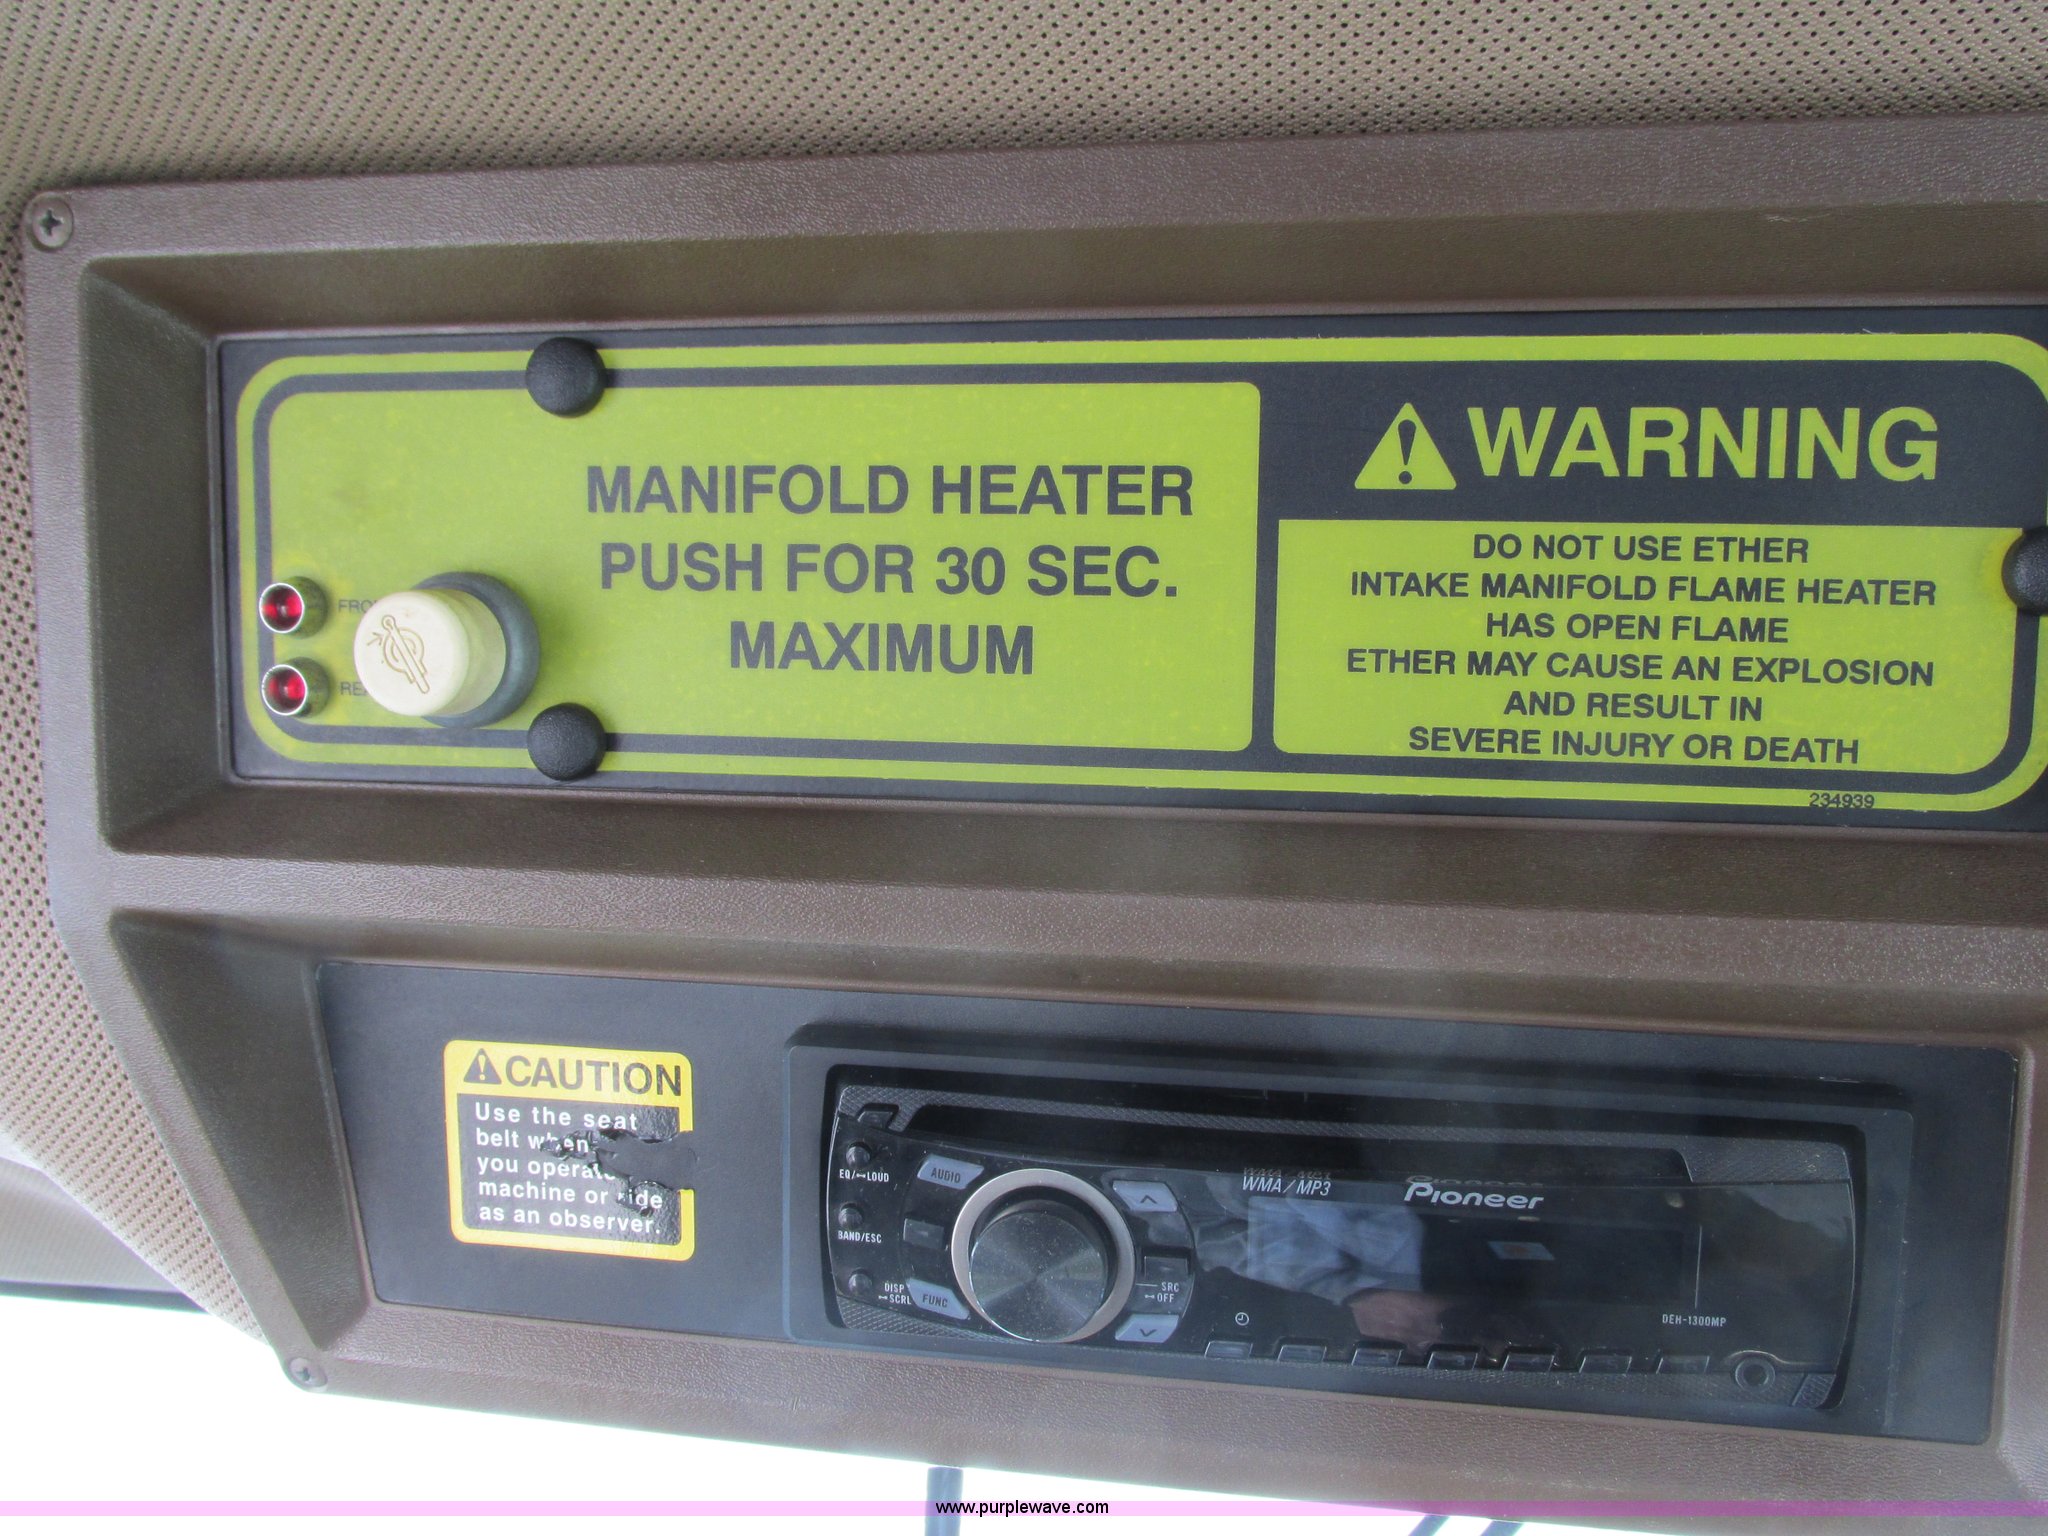 MANIFOLD HEATER
PUSH FOR 30 SEC.
MAXIMUM
WARNING
DO NOT USE ETHER
INTAKE MANIFOLD FLAME HEATER
HAS OPEN FLAME
ETHER MAY CAUSE AN EXPLOSION
AND RESULT IN
SEVERE INJURY OR DEATH
234939
CAUTION
Use the seat
belt when
you operate
machine or ride
as an observer.
EQ/LOUD
BAND/ESC
DISP
SCRL
AUDIO
FUNC
SRC
OFF
WMA/MP3
Pioneer
DEH-1300MP
www.purplewave.com